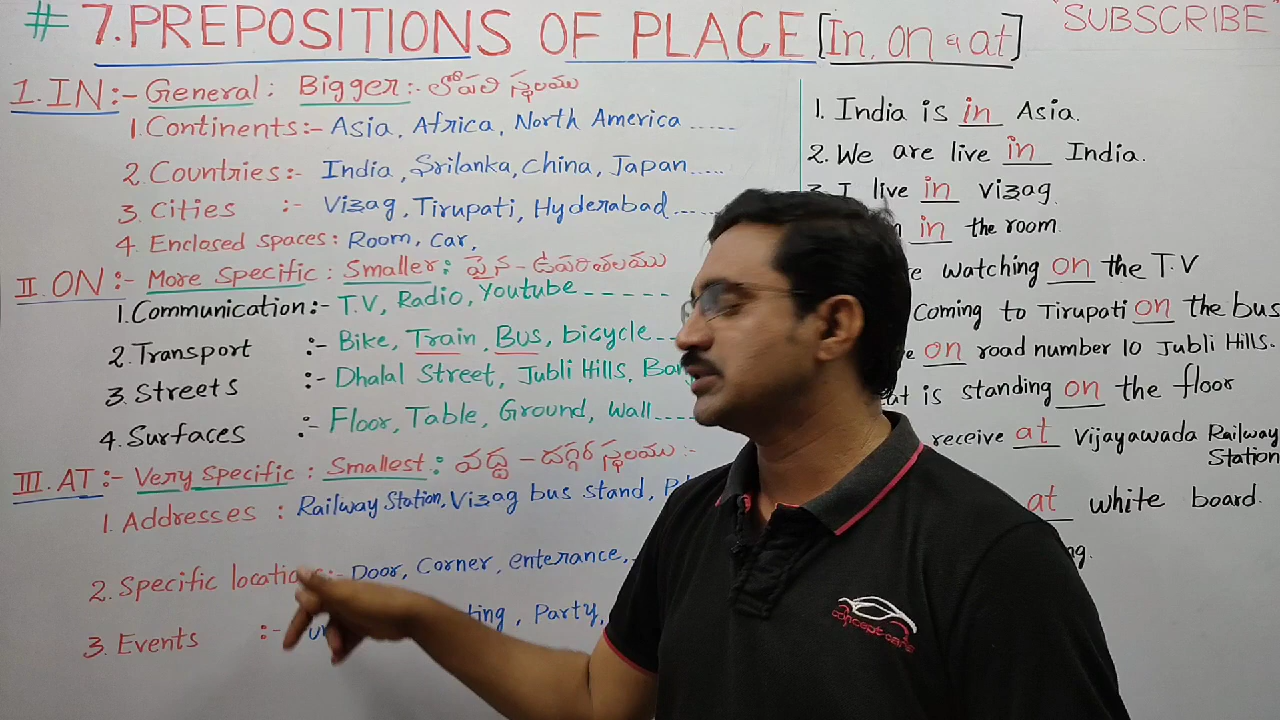 # 7. PREPOSITIONS OF PLACE [In, on & at]
"SUBSCRIBE"
1. IN :- General : Bigger :- లోపలి స్థలము
1. Continents :- Asia, Africa, North America .....
2. Countries :- India, Srilanka, China, Japan .....
3. Cities :- Vizag, Tirupati, Hyderabad .....
4. Enclosed spaces : Room, Car,
II. ON :- More Specific : Smaller : పైన - ఉపరితలము
1. Communication :- T.V, Radio, Youtube ------
2. Transport :- Bike, Train, Bus, bicycle --
3. Streets :- Dhalal Street, Jubli Hills,
4. Surfaces :- Floor, Table, Ground, Wall ----
III. AT :- Very Specific : Smallest : వద్ద - దగ్గర స్థలము :-
1. Addresses : Railway Station, Vizag bus stand,
2. Specific locations :- Door, Corner, enterance,
3. Events :- Party,
1. India is in Asia.
2. We are live in India.
3. I live in Vizag.
in the room.
watching on the T.V
Coming to Tirupati on the bus
on road number 10 Jubli Hills.
is standing on the floor
receive at Vijayawada Railway
Station
at white board.
concept cars